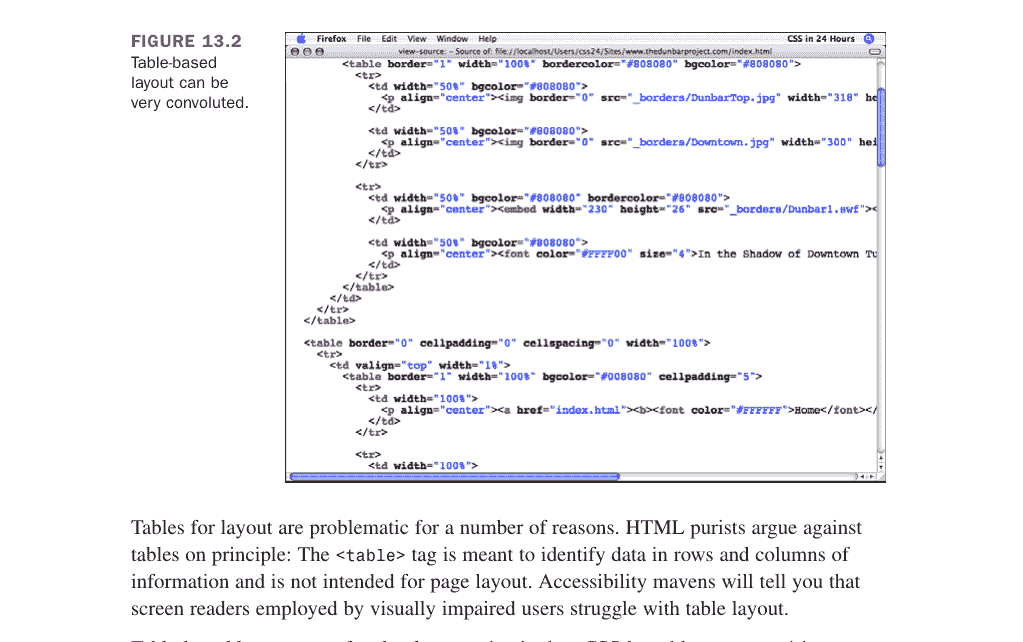 FIGURE 13.2
Table-based
layout can be
very convoluted.
Firefox File Edit View Window Help CSS in 24 Hours
view-source: - Source of: file://localhost/Users/css24/Sites/www.thedunbarproject.com/index.html
<table border="1" width="100%" bordercolor="#808080" bgcolor="#808080">
<tr>
<td width="50%" bgcolor="#808080">
<p align="center"><img border="0" src="_borders/DunbarTop.jpg" width="318" he
</td>
<td width="50%" bgcolor="#808080">
<p align="center"><img border="0" src="_borders/Downtown.jpg" width="300" hei
</td>
</tr>
<tr>
<td width="50%" bgcolor="#808080" bordercolor="#808080">
<p align="center"><embed width="230" height="26" src="_borders/Dunbar1.swf"><
</td>
<td width="50%" bgcolor="#808080">
<p align="center"><font color="#FFFF00" size="4">In the Shadow of Downtown Tu
</td>
</tr>
</table>
</td>
</tr>
</table>
<table border="0" cellpadding="0" cellspacing="0" width="100%">
<tr>
<td valign="top" width="1%">
<table border="1" width="100%" bgcolor="#008080" cellpadding="5">
<tr>
<td width="100%">
<p align="center"><a href="index.html"><b><font color="#FFFFFF">Home</font></
</td>
</tr>
<tr>
<td width="100%">
Tables for layout are problematic for a number of reasons. HTML purists argue against
tables on principle: The <table> tag is meant to identify data in rows and columns of
information and is not intended for page layout. Accessibility mavens will tell you that
screen readers employed by visually impaired users struggle with table layout.